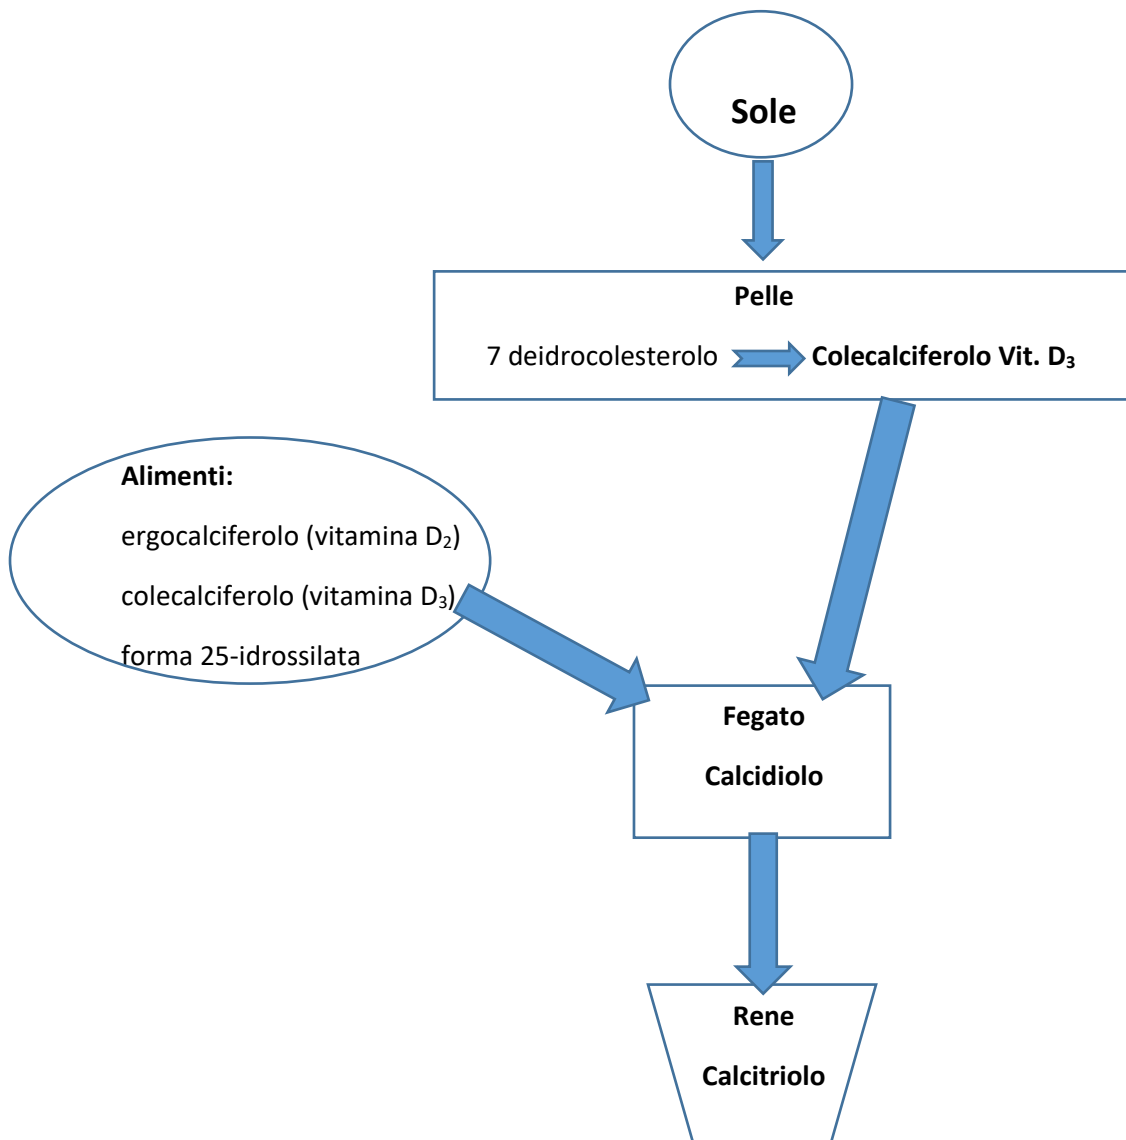 Sole
Pelle
7 deidrocolesterolo Colecalciferolo Vit. D₃
Alimenti:
ergocalciferolo (vitamina D₂)
colecalciferolo (vitamina D₃)
forma 25-idrossilata
Fegato
Calcidiolo
Rene
Calcitriolo